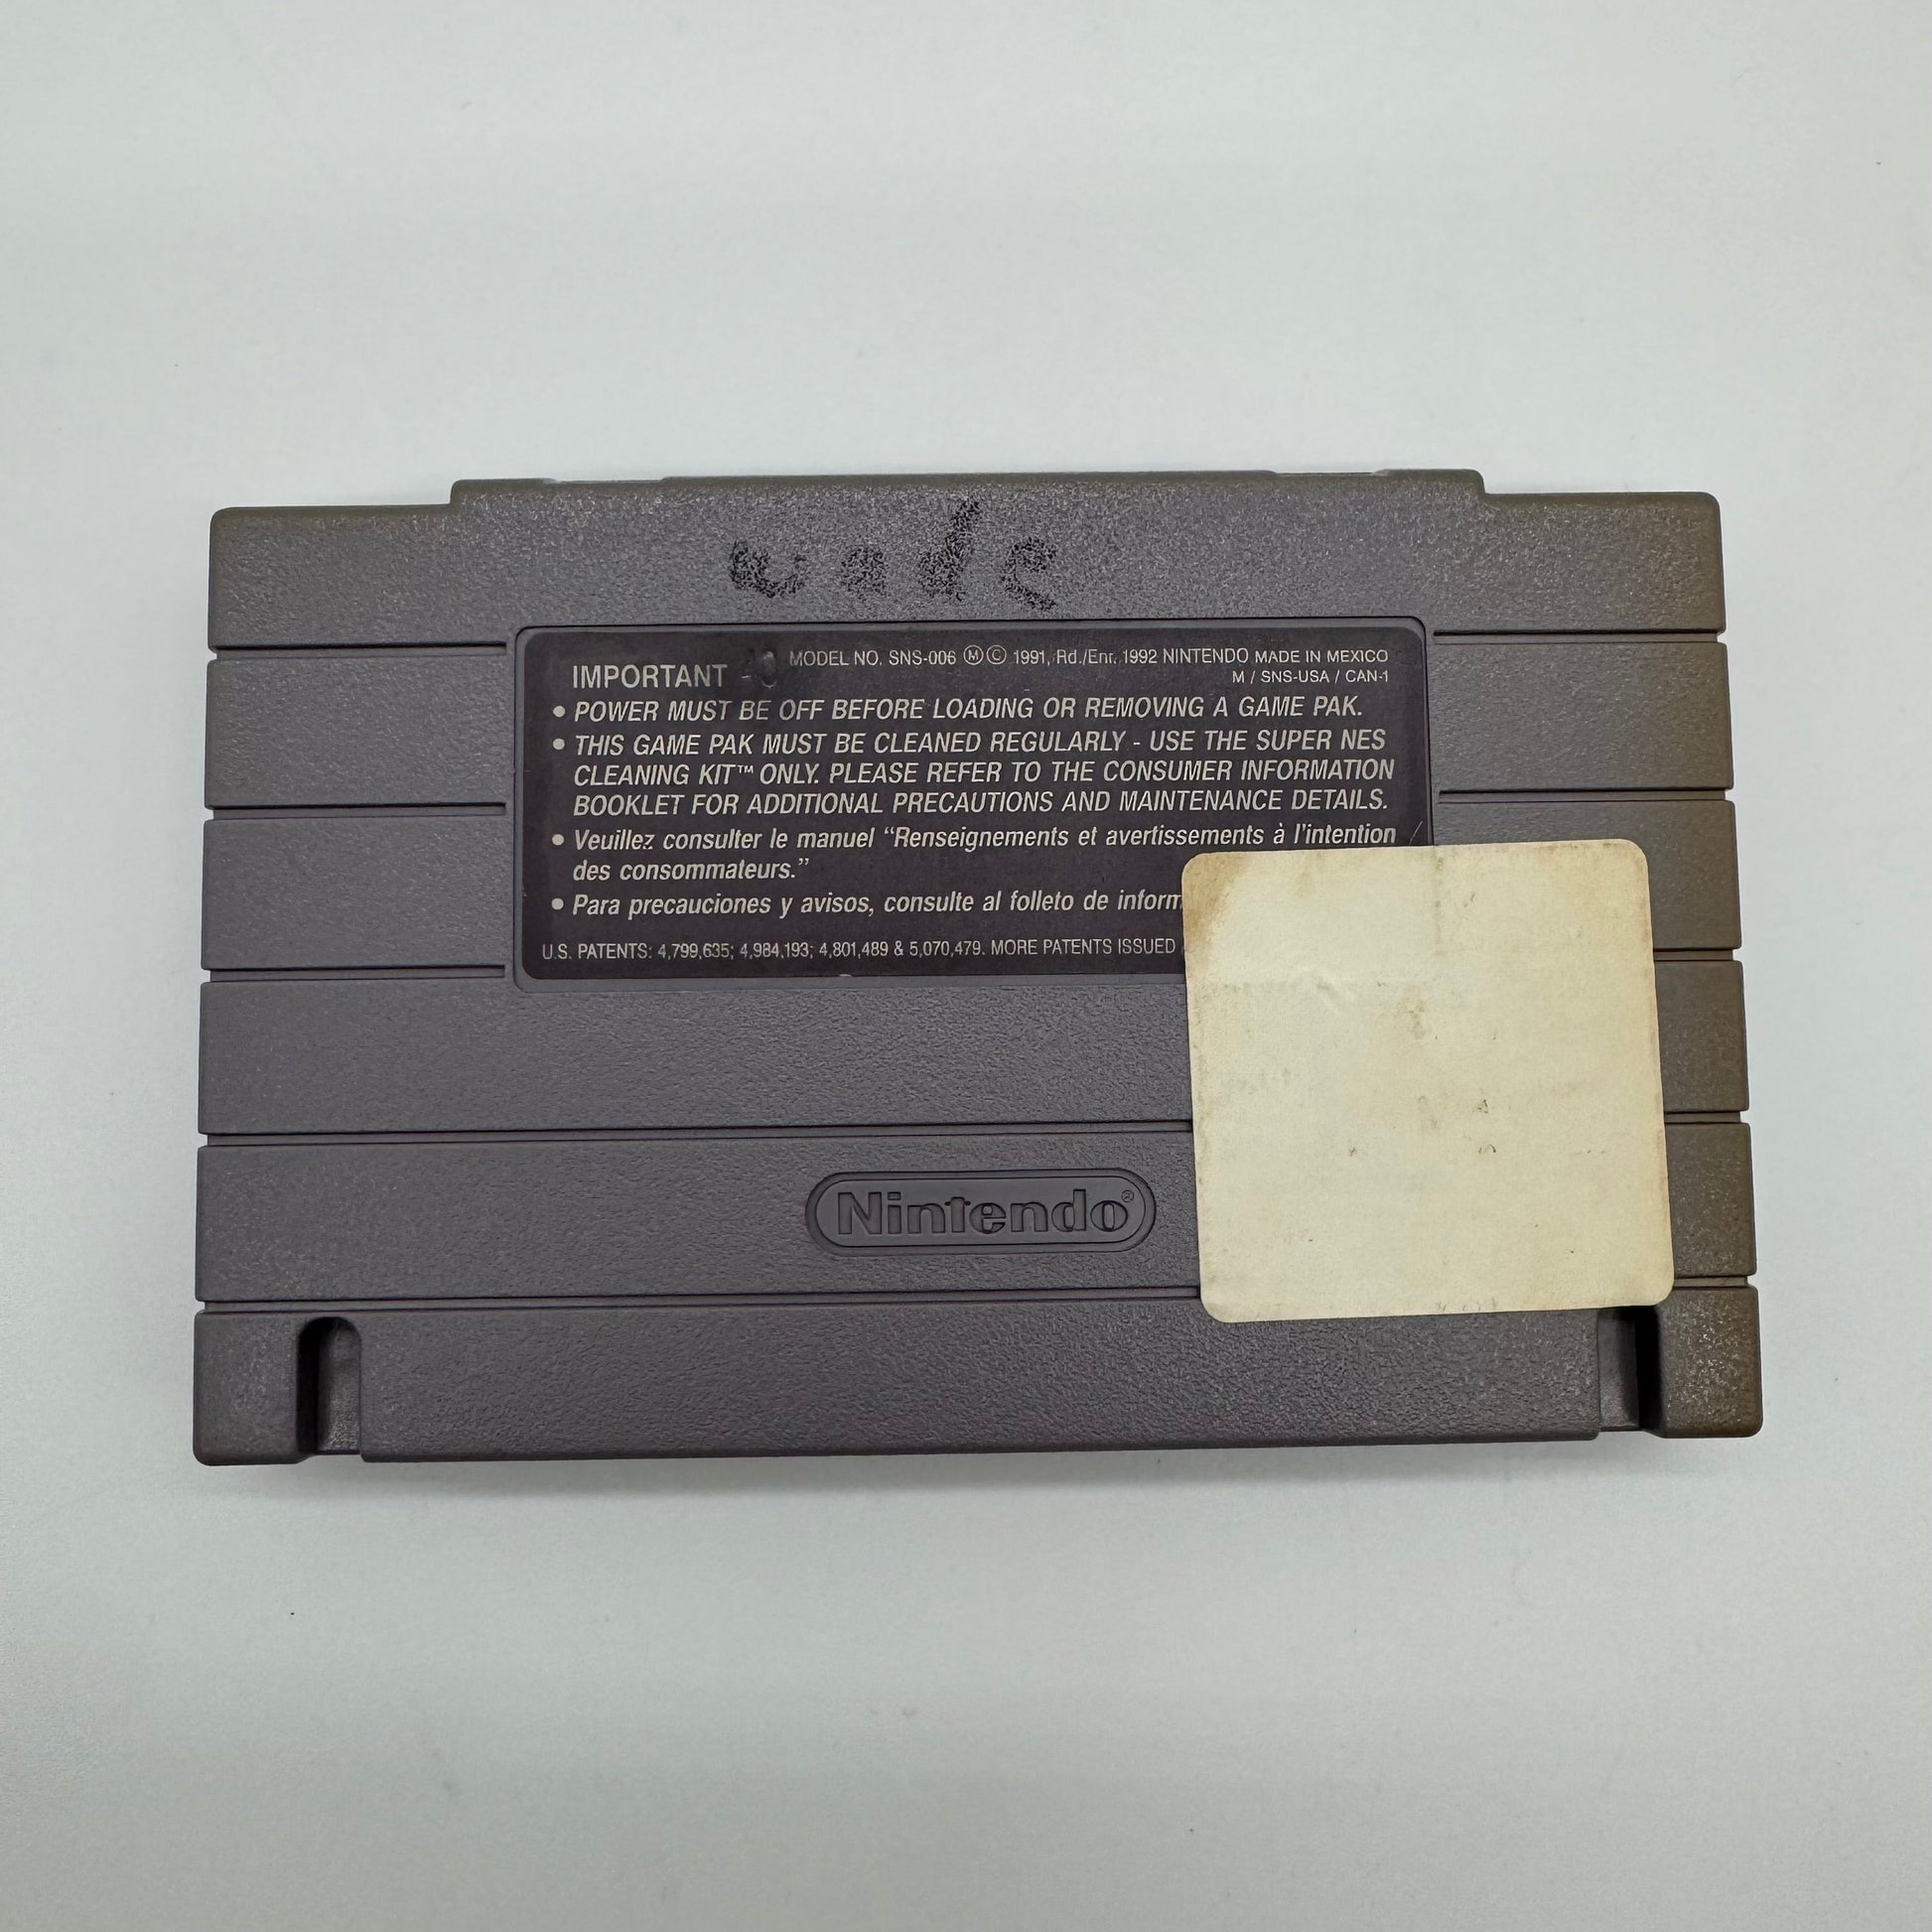 wade
IMPORTANT
MODEL NO. SNS-006 Ⓜ© 1991, Rd./Enr. 1992 NINTENDO MADE IN MEXICO
M / SNS-USA / CAN-1
• POWER MUST BE OFF BEFORE LOADING OR REMOVING A GAME PAK.
• THIS GAME PAK MUST BE CLEANED REGULARLY - USE THE SUPER NES
CLEANING KIT™ ONLY. PLEASE REFER TO THE CONSUMER INFORMATION
BOOKLET FOR ADDITIONAL PRECAUTIONS AND MAINTENANCE DETAILS.
• Veuillez consulter le manuel “Renseignements et avertissements à l'intention
des consommateurs.”
• Para precauciones y avisos, consulte al folleto de inform
U.S. PATENTS: 4,799,635; 4,984,193; 4,801,489 & 5,070,479. MORE PATENTS ISSUED
Nintendo®